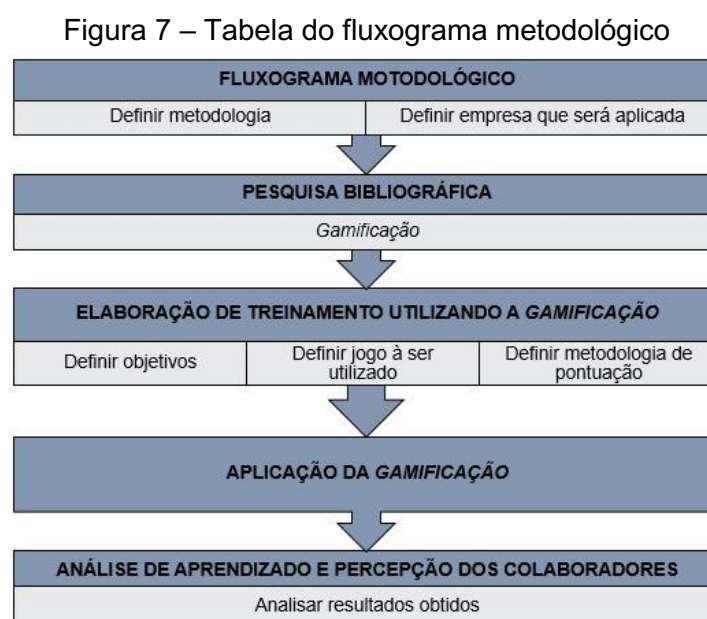 Figura 7 – Tabela do fluxograma metodológico
FLUXOGRAMA MOTODOLÓGICO
Definir metodologia
Definir empresa que será aplicada
PESQUISA BIBLIOGRÁFICA
Gamificação
ELABORAÇÃO DE TREINAMENTO UTILIZANDO A GAMIFICAÇÃO
Definir objetivos
Definir jogo à ser
utilizado
Definir metodologia de
pontuação
APLICAÇÃO DA GAMIFICAÇÃO
ANÁLISE DE APRENDIZADO E PERCEPÇÃO DOS COLABORADORES
Analisar resultados obtidos